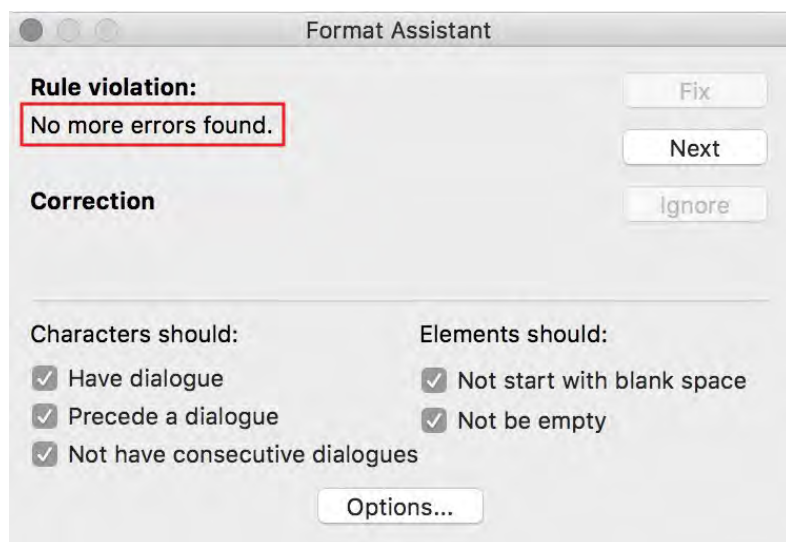 Format Assistant
Rule violation:
Fix
No more errors found.
Next
Correction
Ignore
Characters should:
Elements should:
Have dialogue
Not start with blank space
Precede a dialogue
Not be empty
Not have consecutive dialogues
Options...